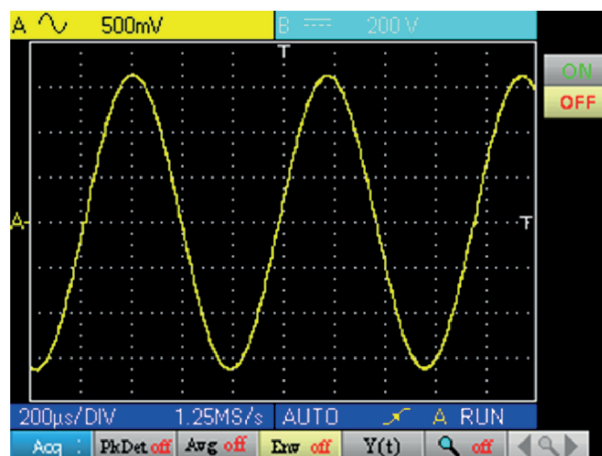 A 500mV B 200 V
T
ON
OFF
A T
200µs/DIV 1.25MS/s AUTO A RUN
Acq : PkDet off Avg off Env off Y(t) off